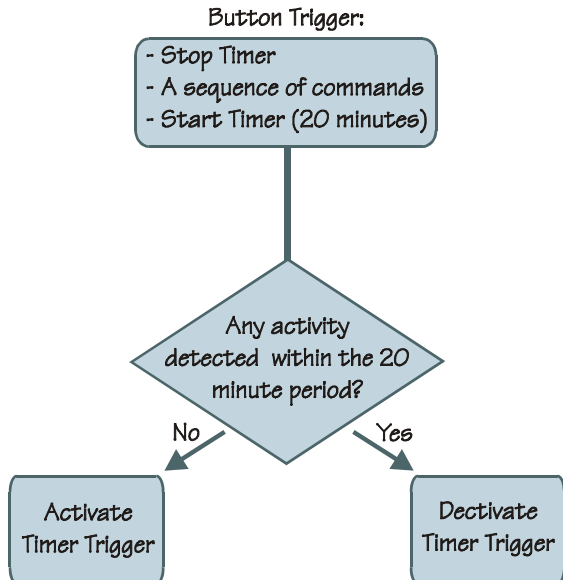 Button Trigger:
- Stop Timer
- A sequence of commands
- Start Timer (20 minutes)
Any activity
detected within the 20
minute period?
No
Yes
Activate
Timer Trigger
Dectivate
Timer Trigger